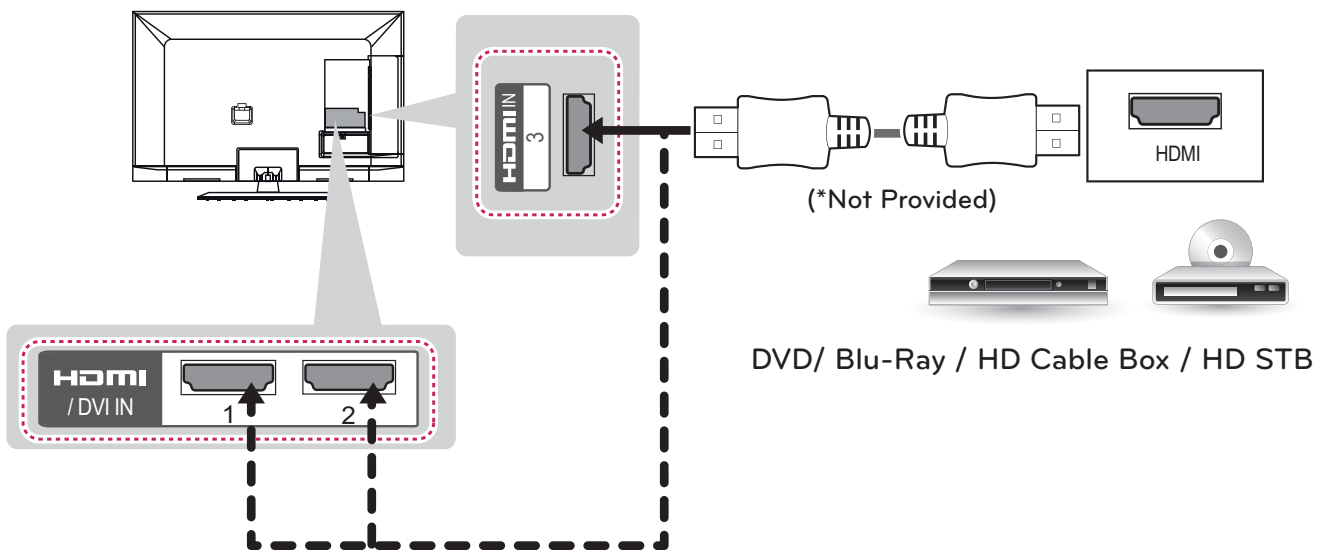 HDMI IN
3
HDMI
(*Not Provided)
DVD/ Blu-Ray / HD Cable Box / HD STB
HDMI
/ DVI IN
1
2